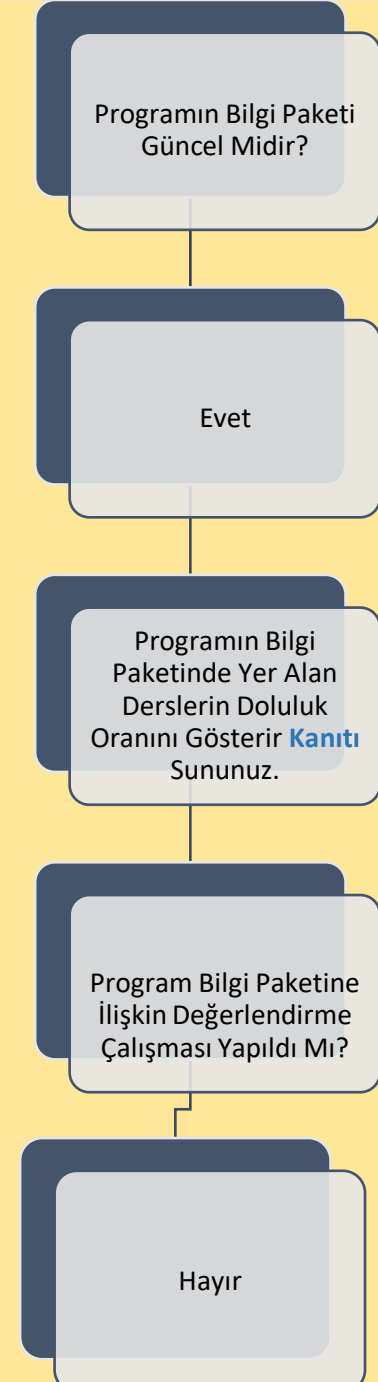 Programın Bilgi Paketi
Güncel Midir?
Evet
Programın Bilgi
Paketinde Yer Alan
Derslerin Doluluk
Oranını Gösterir Kanıtı
Sununuz.
Program Bilgi Paketine
İlişkin Değerlendirme
Çalışması Yapıldı Mı?
Hayır